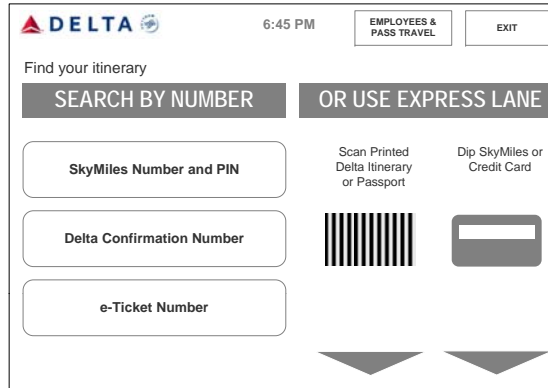 DELTA
6:45 PM
EMPLOYEES &
PASS TRAVEL
EXIT
Find your itinerary
SEARCH BY NUMBER
OR USE EXPRESS LANE
SkyMiles Number and PIN
Delta Confirmation Number
e-Ticket Number
Scan Printed
Delta Itinerary
or Passport
Dip SkyMiles or
Credit Card